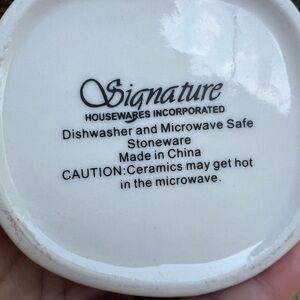 Signature
HOUSEWARES INCORPORATED
Dishwasher and Microwave Safe
Stoneware
Made in China
CAUTION:Ceramics may get hot
in the microwave.